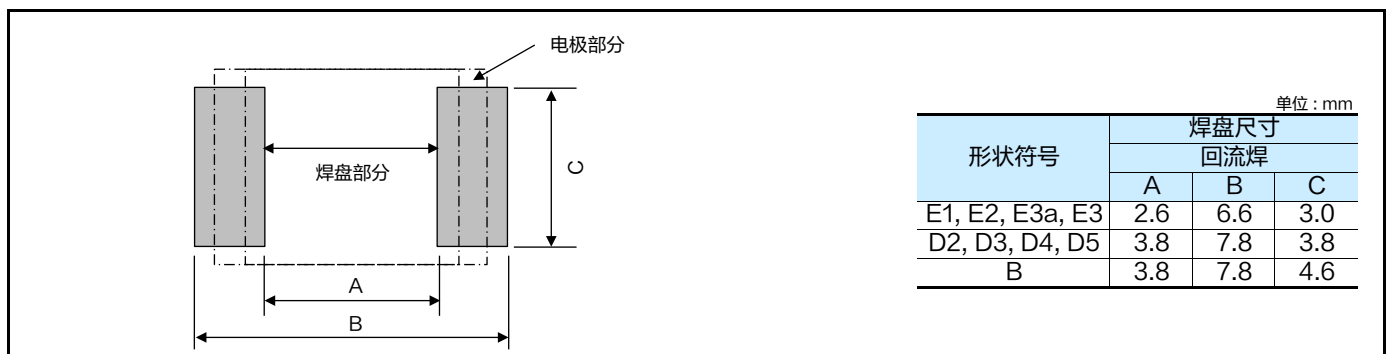 电极部分
焊盘部分
C
A
B
单位 : mm
形状符号
焊盘尺寸
回流焊
A B C
E1, E2, E3a, E3 2.6 6.6 3.0
D2, D3, D4, D5 3.8 7.8 3.8
B 3.8 7.8 4.6